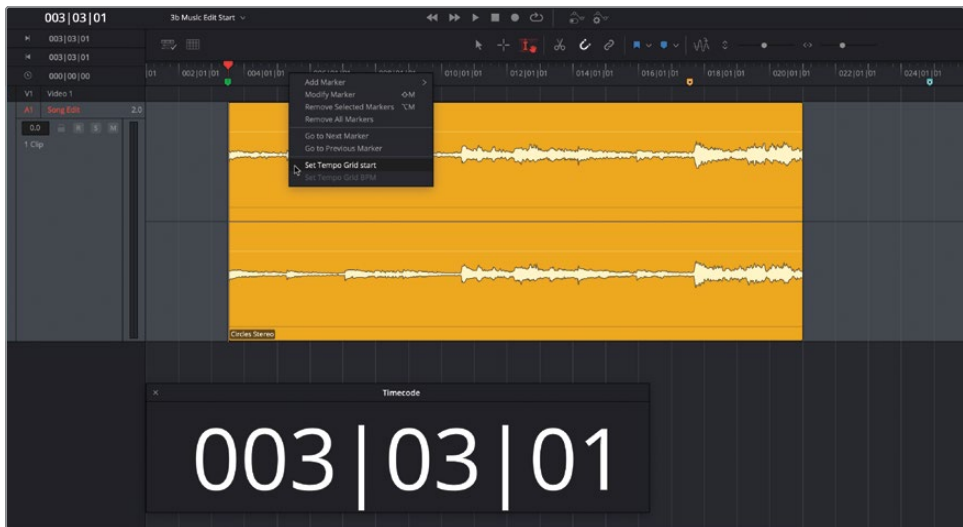 003|03|01
3b Music Edit Start
003|03|01
003|03|01
000|00|00
01 002|01|01 004|01|01 010|01|01 012|01|01 014|01|01 016|01|01 018|01|01 020|01|01 022|01|01 024|01|01
V1 Video 1
A1 Song Edit 2.0
0.0 R S M
1 Clip
Add Marker
Modify Marker ⇧M
Remove Selected Markers ⌥M
Remove All Markers
Go to Next Marker
Go to Previous Marker
Set Tempo Grid start
Set Tempo Grid BPM
Circles Stereo
Timecode
003|03|01